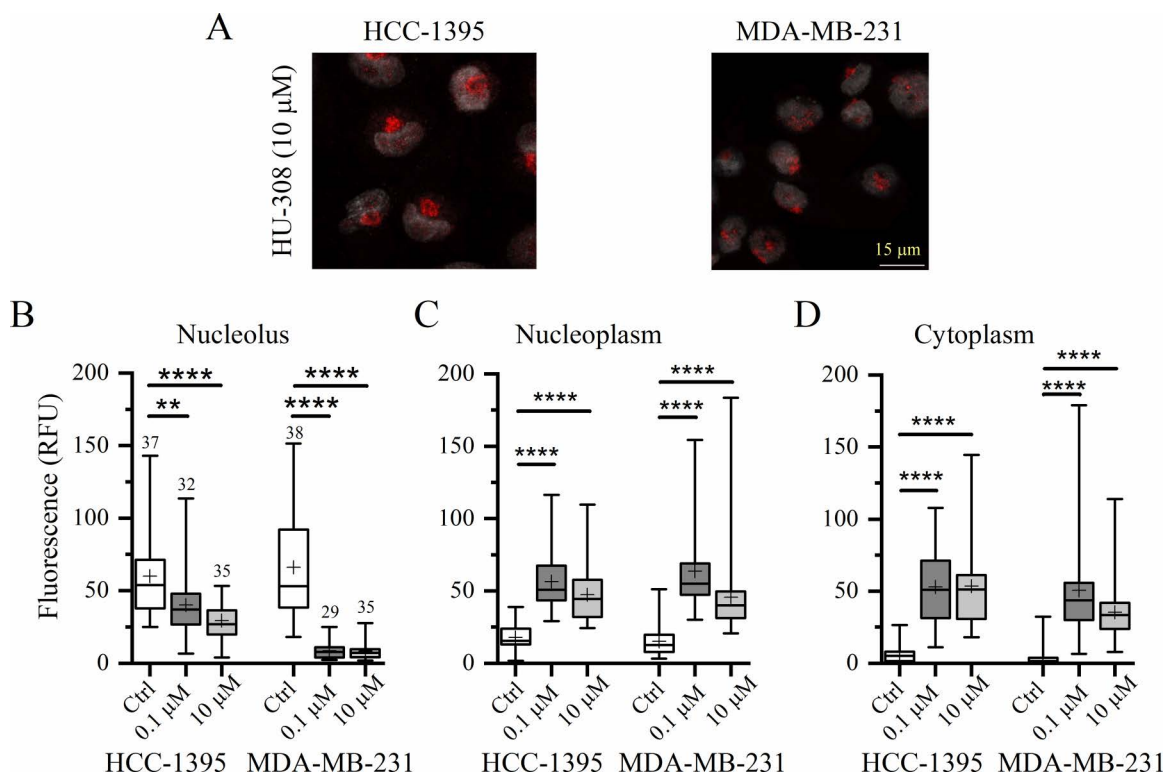 A
HCC-1395
MDA-MB-231
HU-308 (10 μM)
15 μm
B
Nucleolus
C
Nucleoplasm
D
Cytoplasm
Fluorescence (RFU)
200
150
100
50
0
****
**
****
****
37
32
35
38
29
35
Ctrl
0.1 μM
10 μM
Ctrl
0.1 μM
10 μM
HCC-1395
MDA-MB-231
200
150
100
50
0
****
****
****
****
Ctrl
0.1 μM
10 μM
Ctrl
0.1 μM
10 μM
HCC-1395
MDA-MB-231
200
150
100
50
0
****
****
****
****
Ctrl
0.1 μM
10 μM
Ctrl
0.1 μM
10 μM
HCC-1395
MDA-MB-231